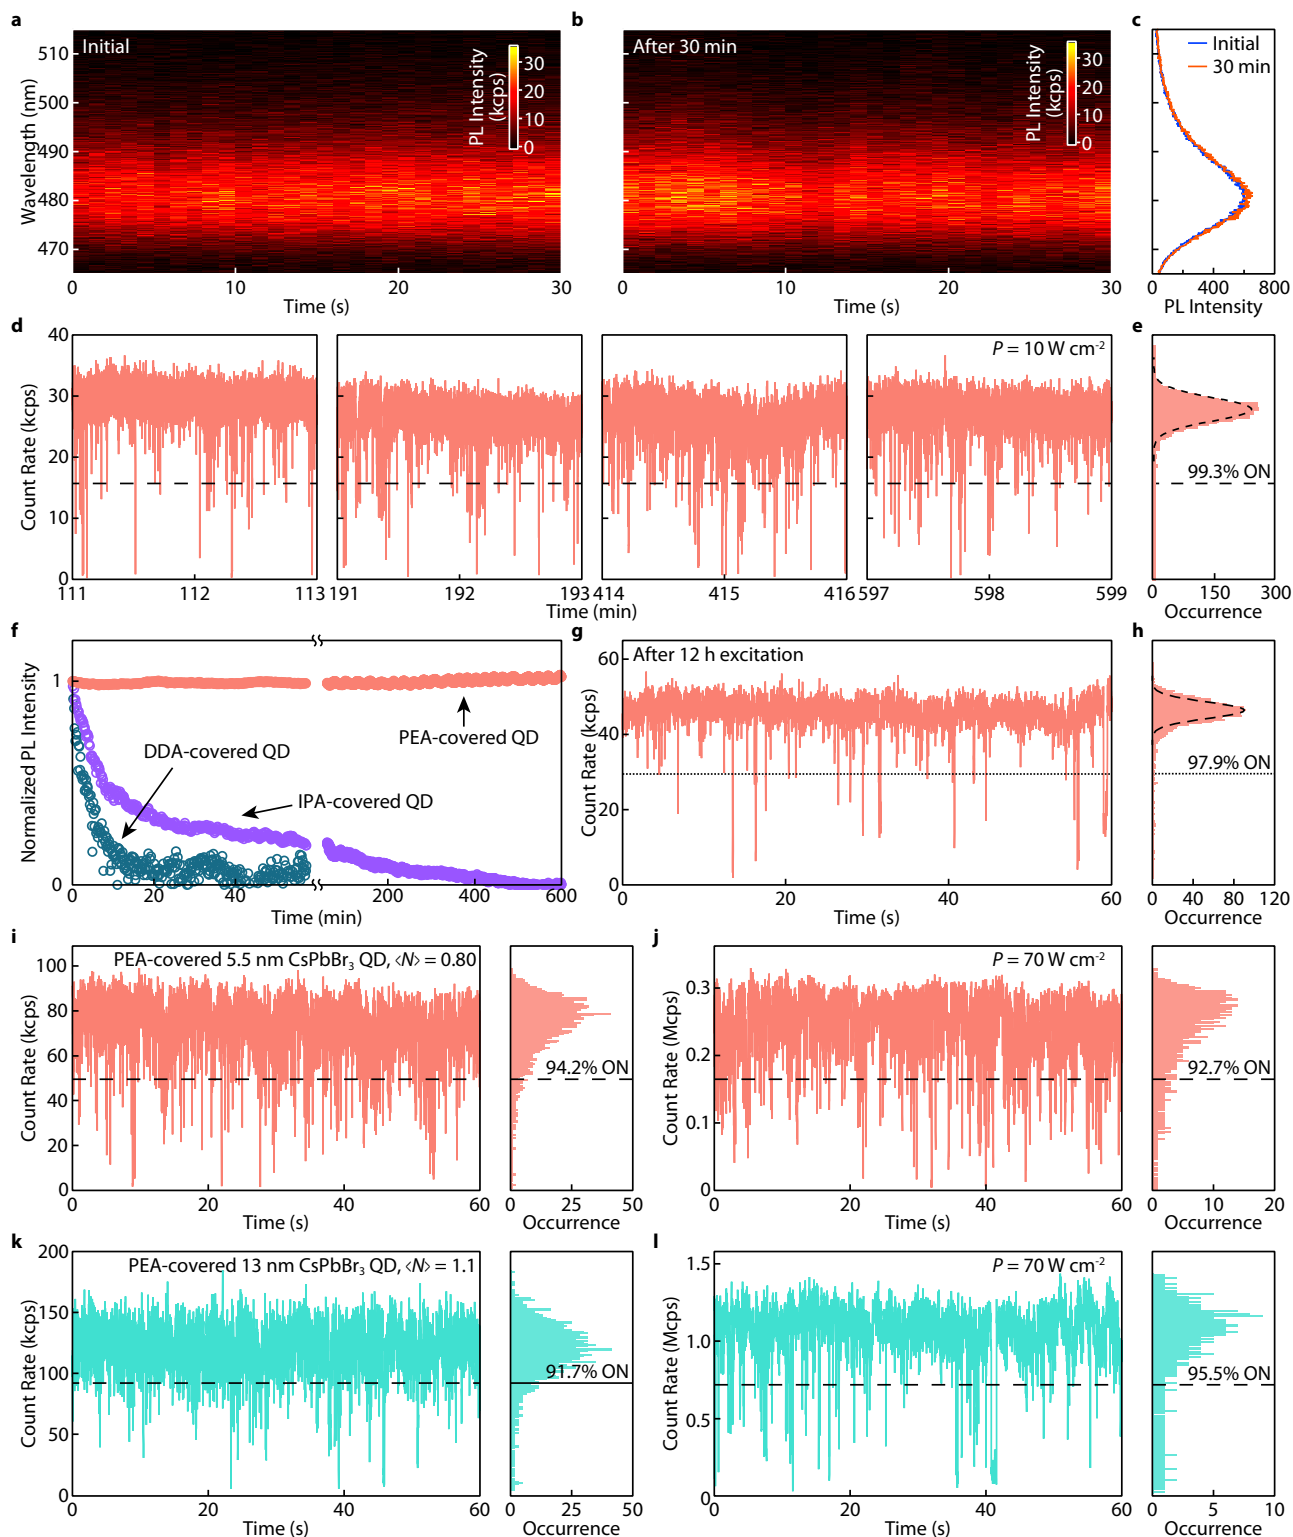 a
b
c
Initial
After 30 min
Initial
30 min
PL Intensity
(kcps)
30
20
10
0
PL Intensity
(kcps)
30
20
10
0
Wavelength (nm)
510
500
490
480
470
0
10
20
30
Time (s)
0
10
20
30
Time (s)
0
400
800
PL Intensity
d
e
P = 10 W cm-2
Count Rate (kcps)
40
30
20
10
0
99.3% ON
111
112
113
191
192
193
414
415
416
597
598
599
Time (min)
0
150
300
Occurrence
f
g
h
Normalized PL Intensity
1
0
PEA-covered QD
DDA-covered QD
IPA-covered QD
0
20
40
200
400
600
Time (min)
After 12 h excitation
Count Rate (kcps)
60
40
20
0
0
20
40
60
Time (s)
97.9% ON
0
40
80
120
Occurrence
i
j
PEA-covered 5.5 nm CsPbBr3 QD, ⟨N⟩ = 0.80
Count Rate (kcps)
100
80
60
40
20
0
0
20
40
60
Time (s)
94.2% ON
0
25
50
Occurrence
P = 70 W cm-2
Count Rate (Mcps)
0.3
0.2
0.1
0
0
20
40
60
Time (s)
92.7% ON
0
10
20
Occurrence
k
l
PEA-covered 13 nm CsPbBr3 QD, ⟨N⟩ = 1.1
Count Rate (kcps)
200
150
100
50
0
0
20
40
60
Time (s)
91.7% ON
0
25
50
Occurrence
P = 70 W cm-2
Count Rate (Mcps)
1.5
1.0
0.5
0
0
20
40
60
Time (s)
95.5% ON
0
5
10
Occurrence